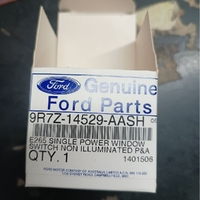 Ford
Genuine
Ford Parts
9R7Z-14529-AASH
E265 SINGLE POWER WINDOW
SWITCH NON ILLUMINATED P&A
QTY. 1
1401506